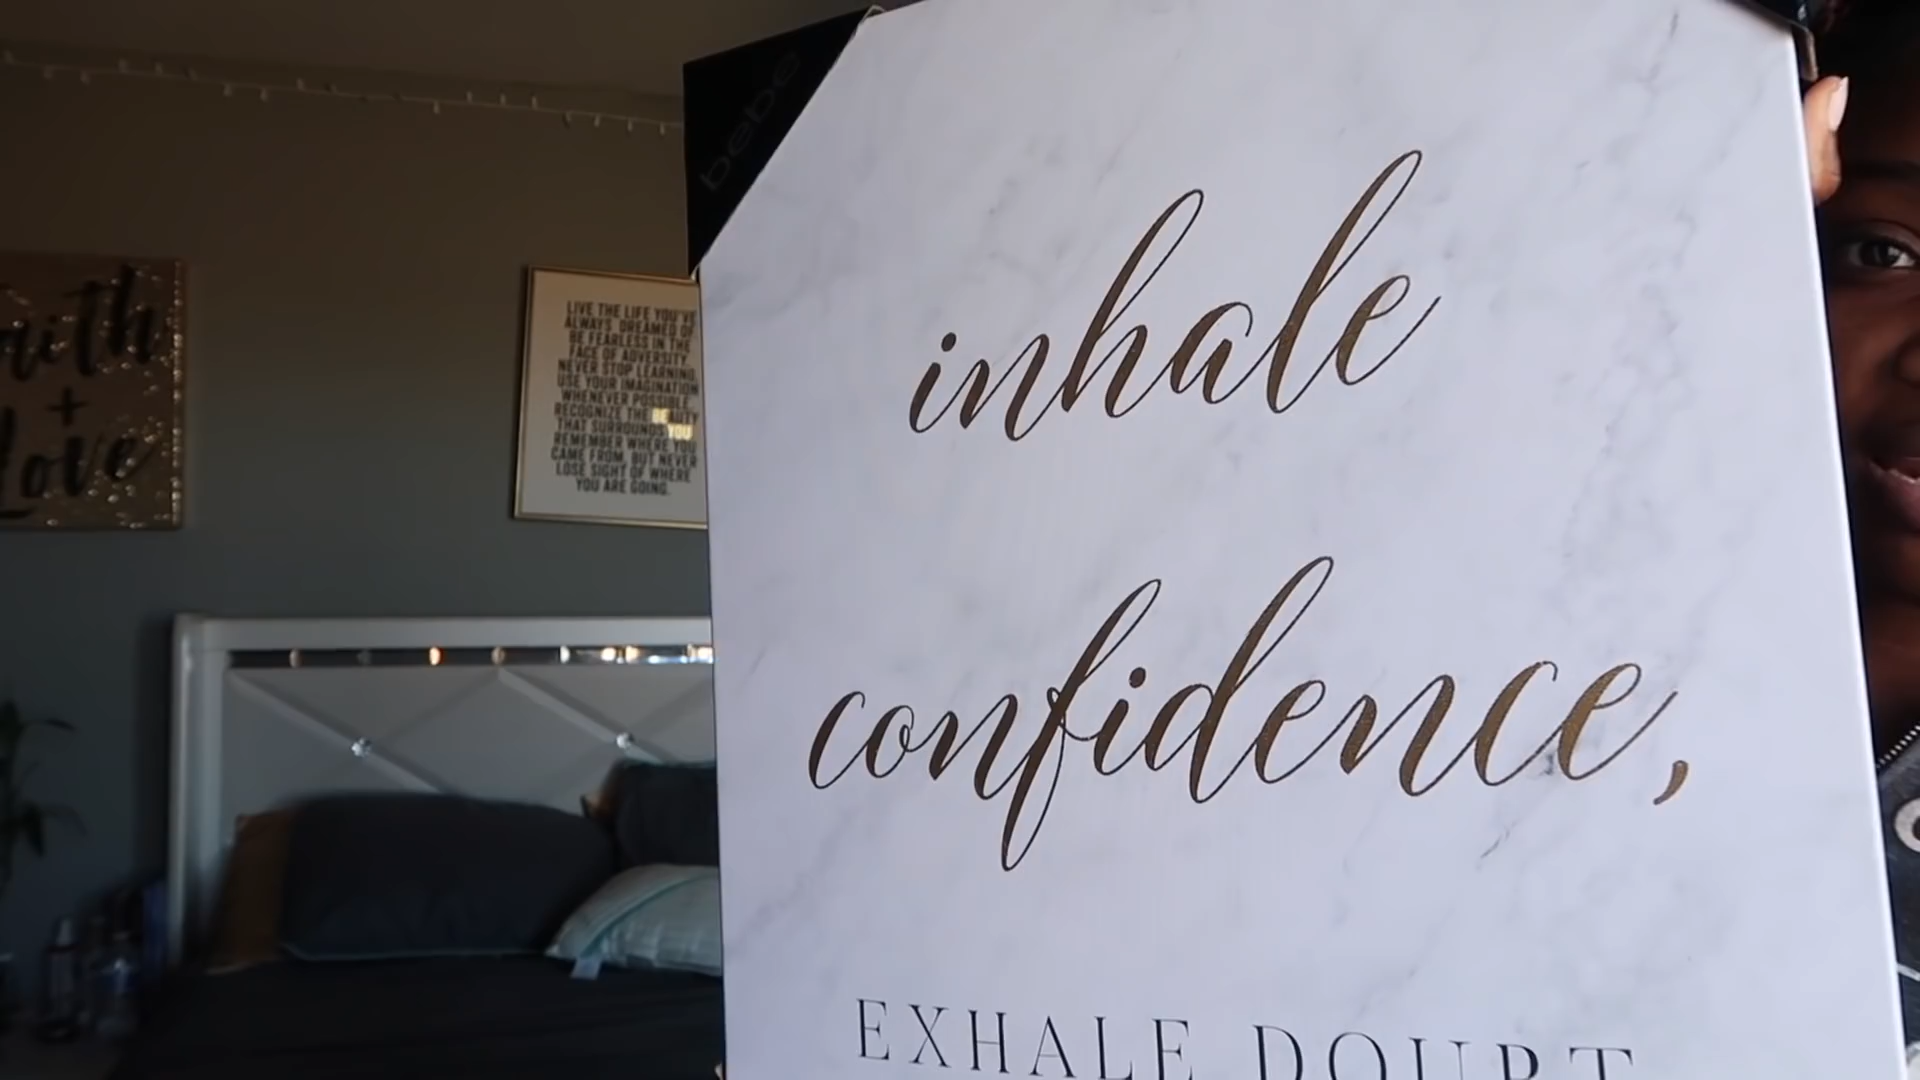 bebe
inhale
confidence,
EXHALE DOUBT
LIVE THE LIFE YOU'VE
ALWAYS DREAMED OF
BE FEARLESS IN THE
FACE OF ADVERSITY.
NEVER STOP LEARNING.
USE YOUR IMAGINATION
WHENEVER POSSIBLE.
RECOGNIZE THE BEAUTY
THAT SURROUNDS YOU
REMEMBER WHERE YOU
CAME FROM, BUT NEVER
LOSE SIGHT OF WHERE
YOU ARE GOING.
+
Love